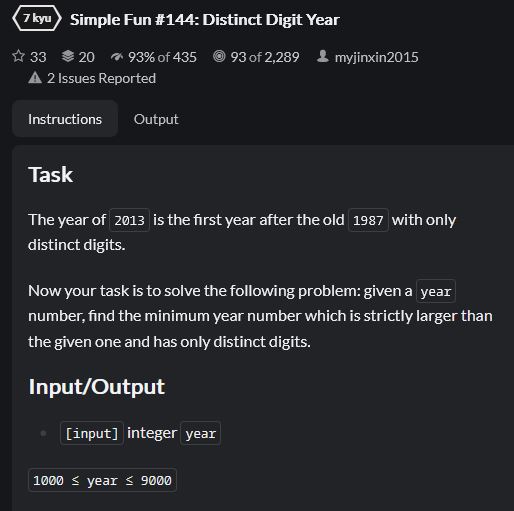 7 kyu Simple Fun #144: Distinct Digit Year
33 20 93% of 435 93 of 2,289 myjinxin2015
2 Issues Reported
Instructions Output
Task
The year of 2013 is the first year after the old 1987 with only
distinct digits.
Now your task is to solve the following problem: given a year
number, find the minimum year number which is strictly larger than
the given one and has only distinct digits.
Input/Output
[input] integer year
1000 ≤ year ≤ 9000